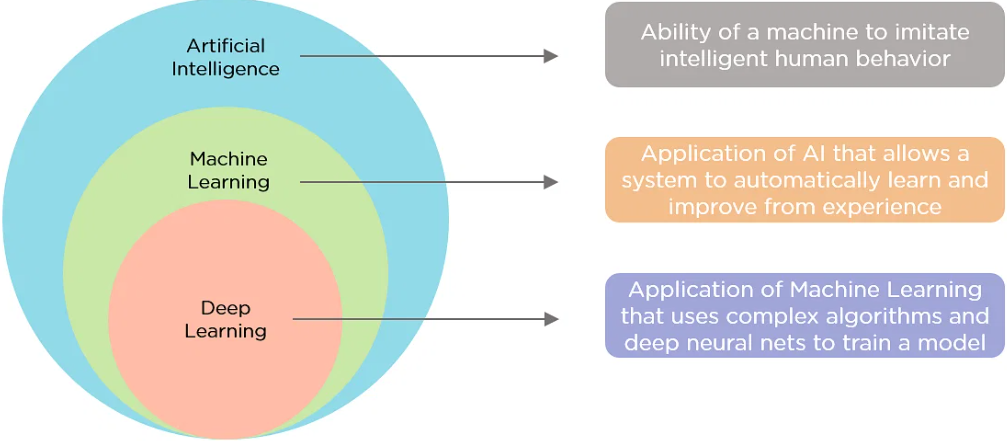 Artificial
Intelligence
Ability of a machine to imitate
intelligent human behavior
Machine
Learning
Application of AI that allows a
system to automatically learn and
improve from experience
Deep
Learning
Application of Machine Learning
that uses complex algorithms and
deep neural nets to train a model